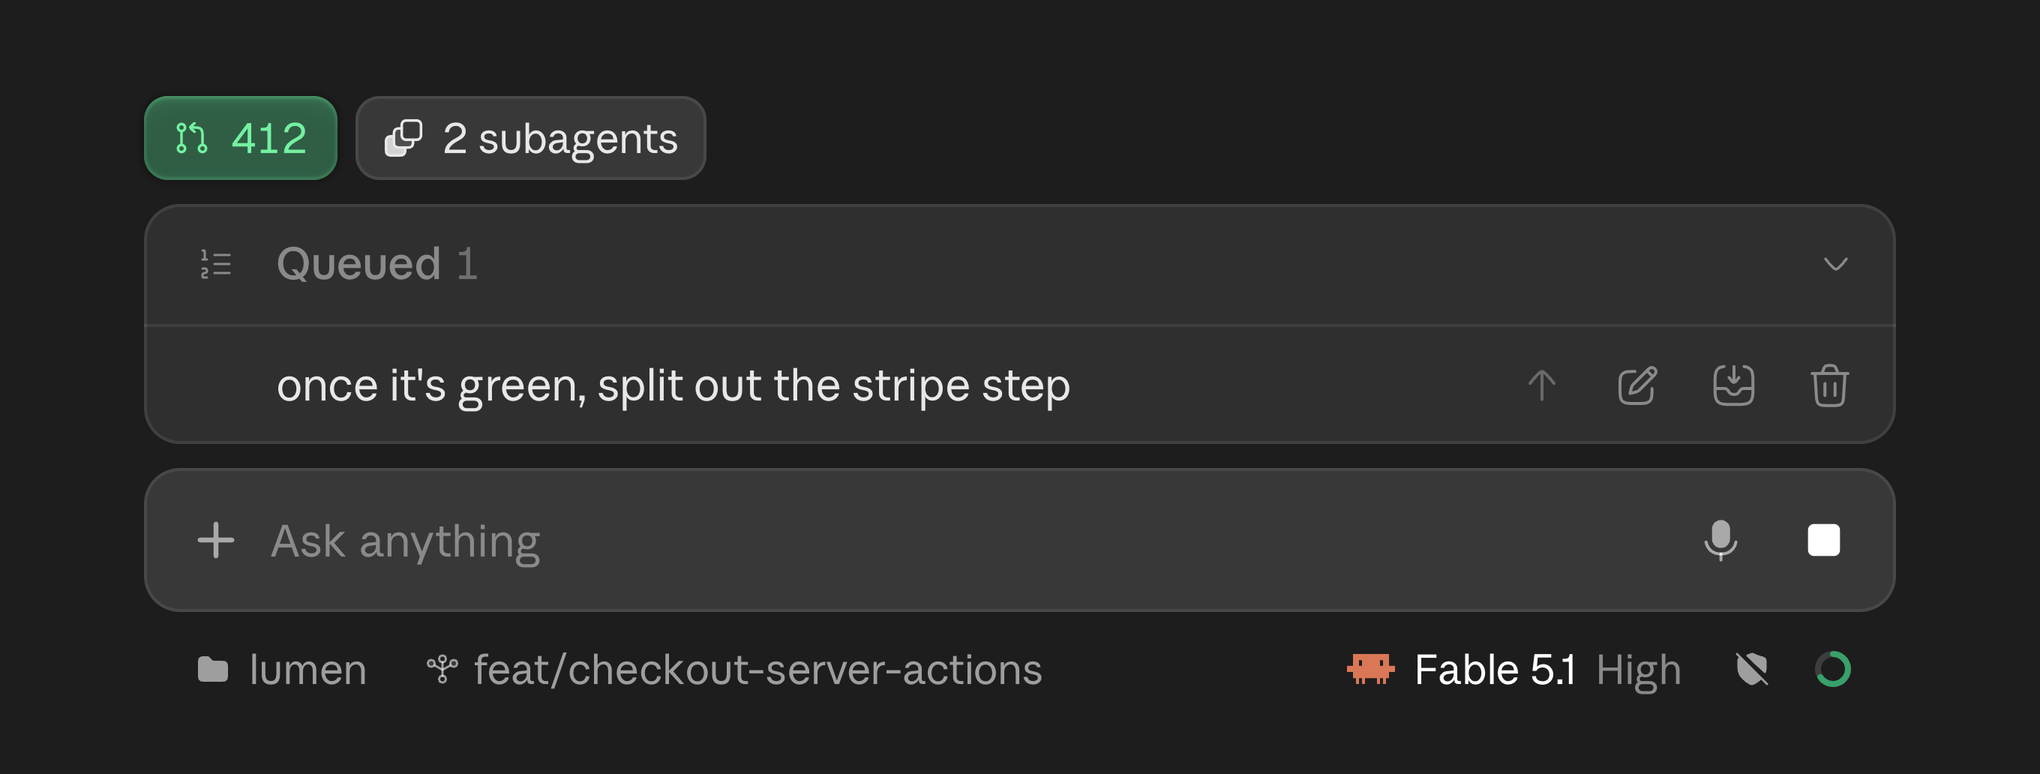 412
2 subagents
Queued 1
once it's green, split out the stripe step
Ask anything
lumen
feat/checkout-server-actions
Fable 5.1 High